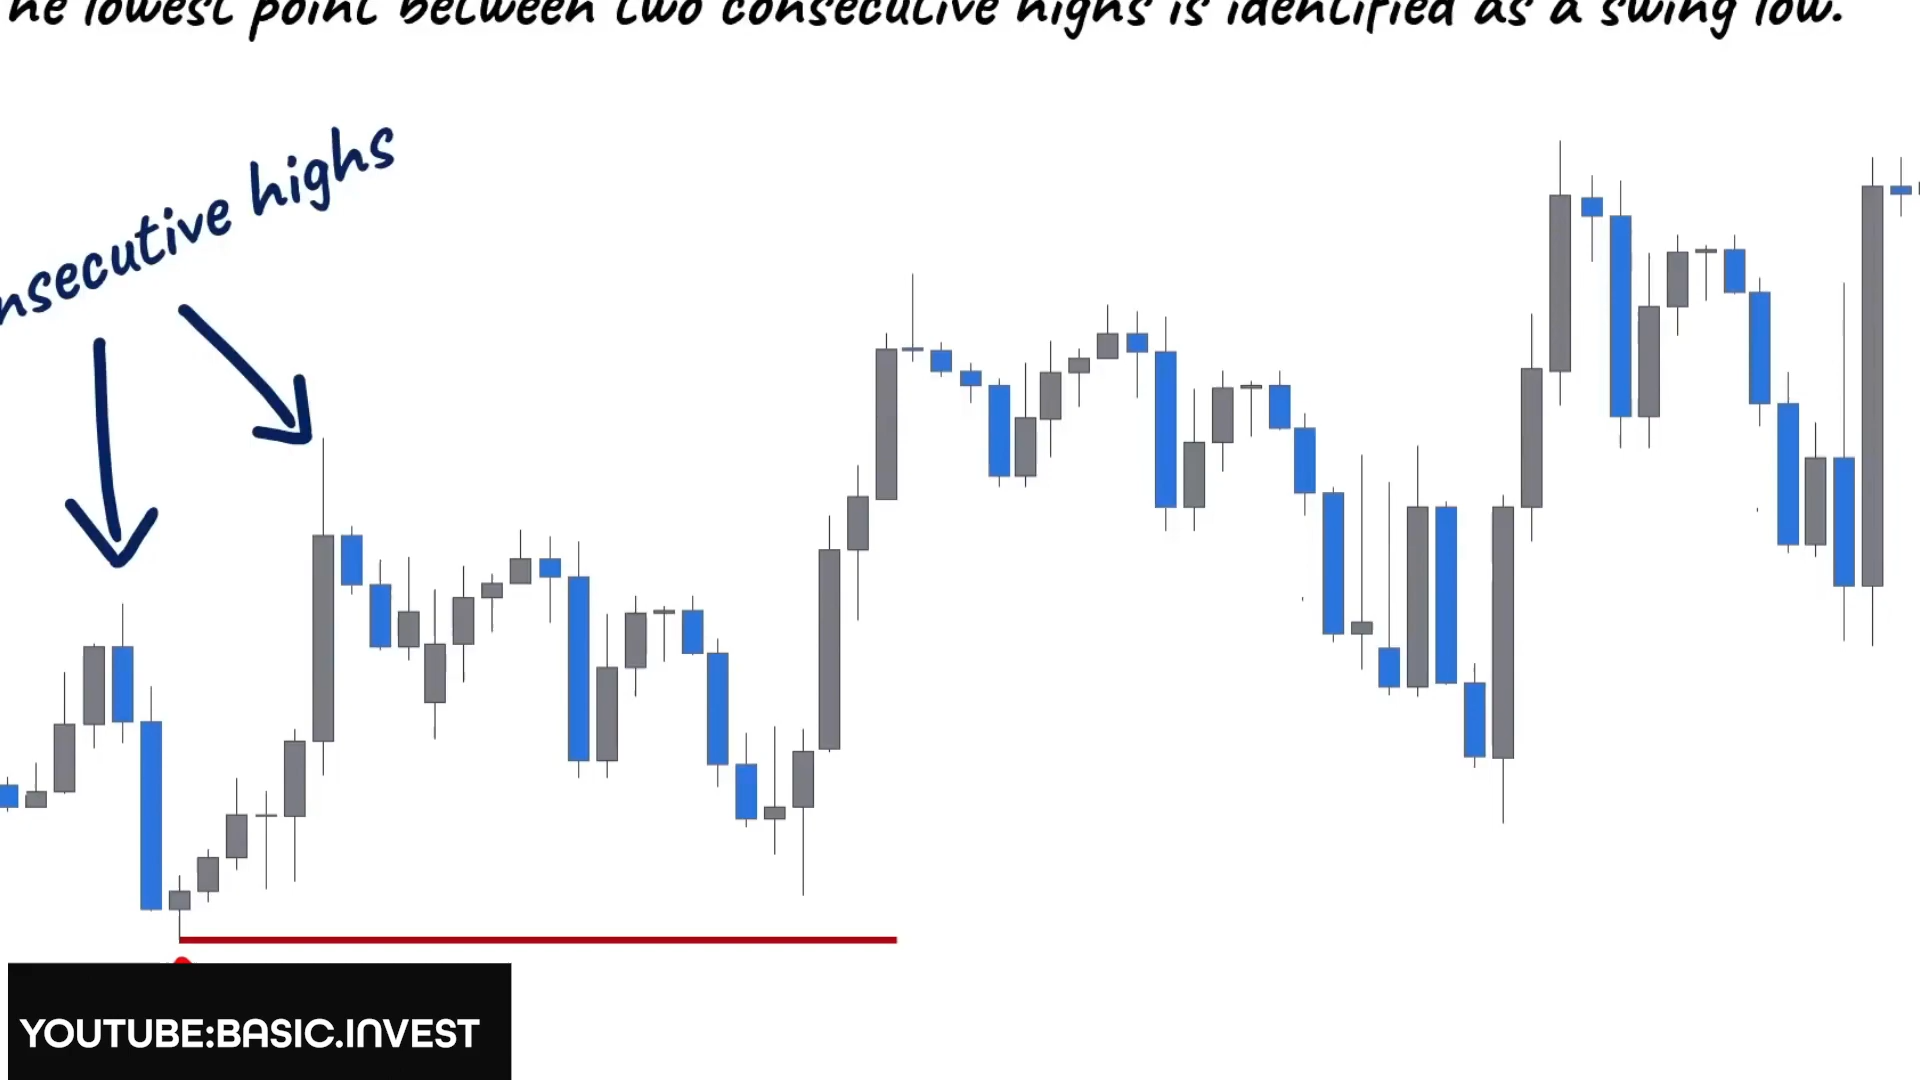 he lowest point between two consecutive highs is identified as a swing low.
nsecutive highs
YOUTUBE:BASIC.INVEST